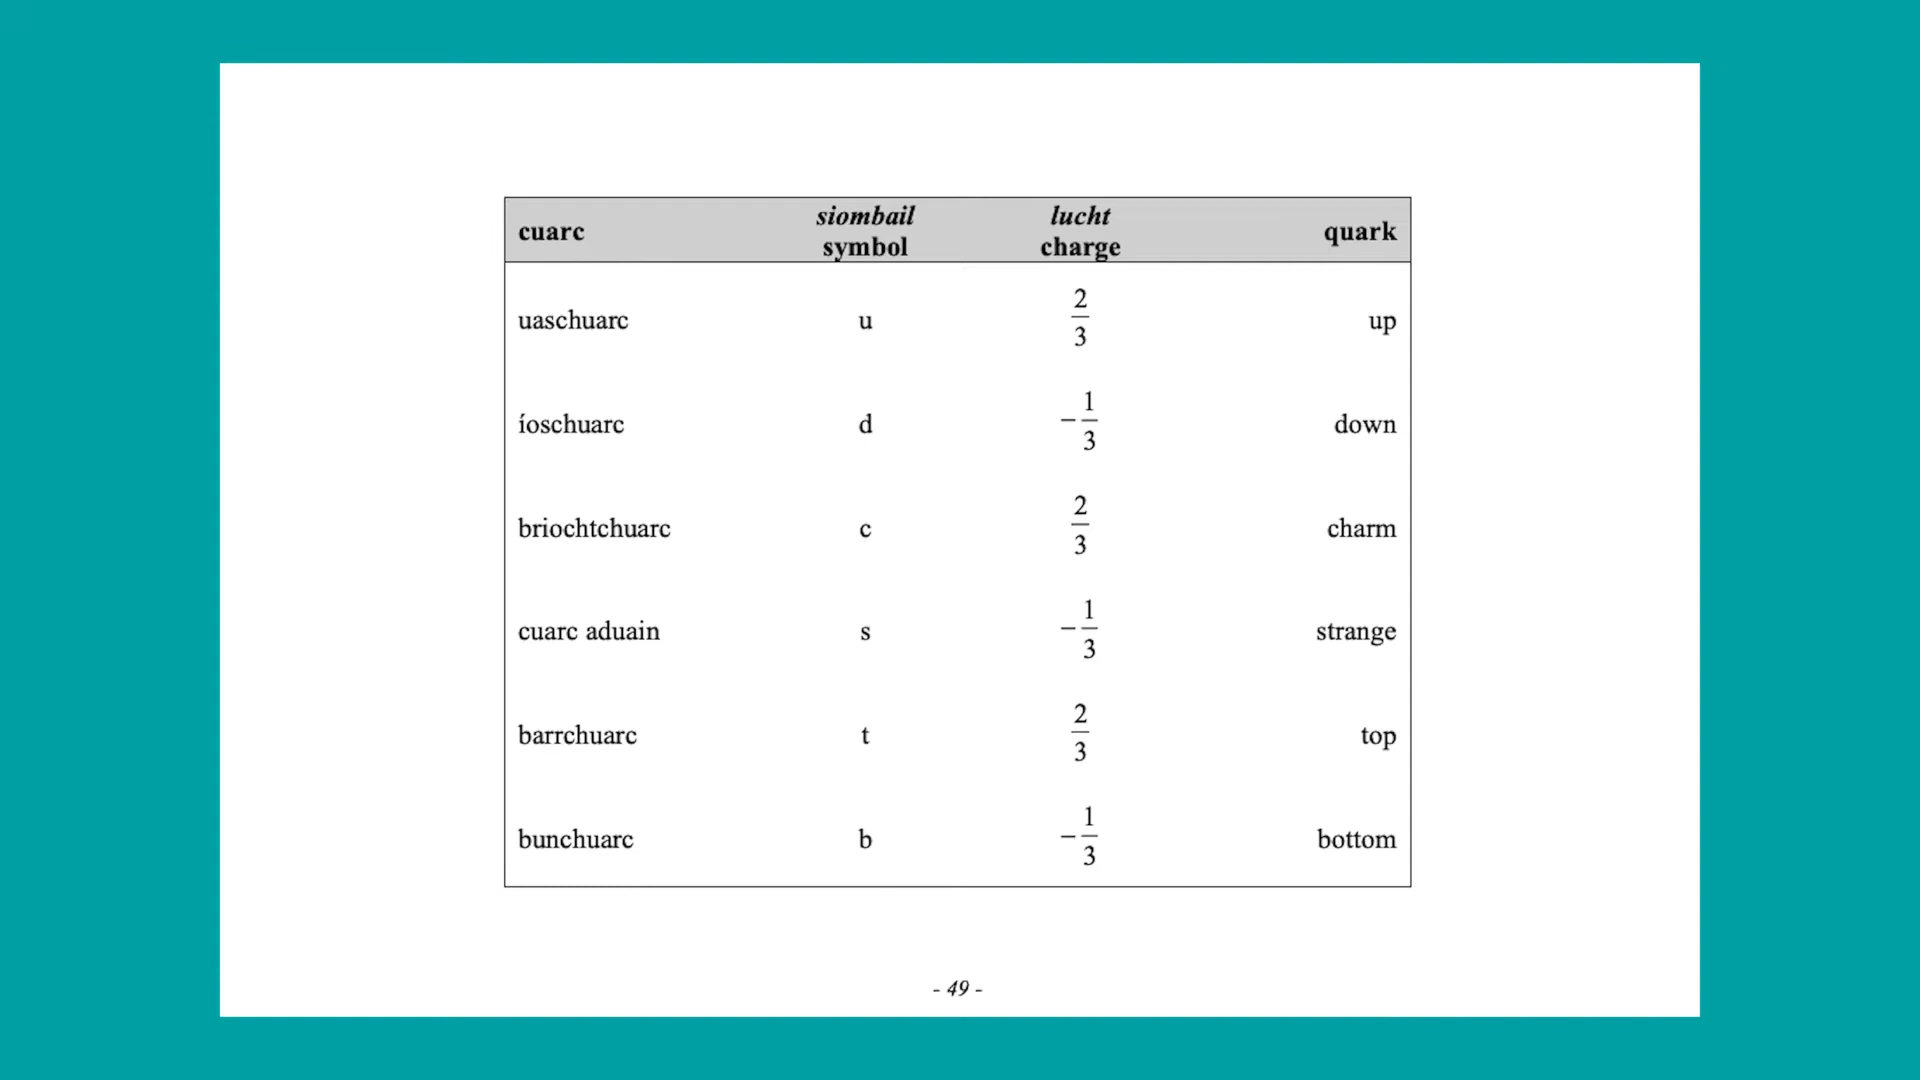 cuarc siombail symbol lucht charge quark
uaschuarc u 2/3 up
íoschuarc d −1/3 down
briochtchuarc c 2/3 charm
cuarc aduain s −1/3 strange
barrchuarc t 2/3 top
bunchuarc b −1/3 bottom
- 49 -